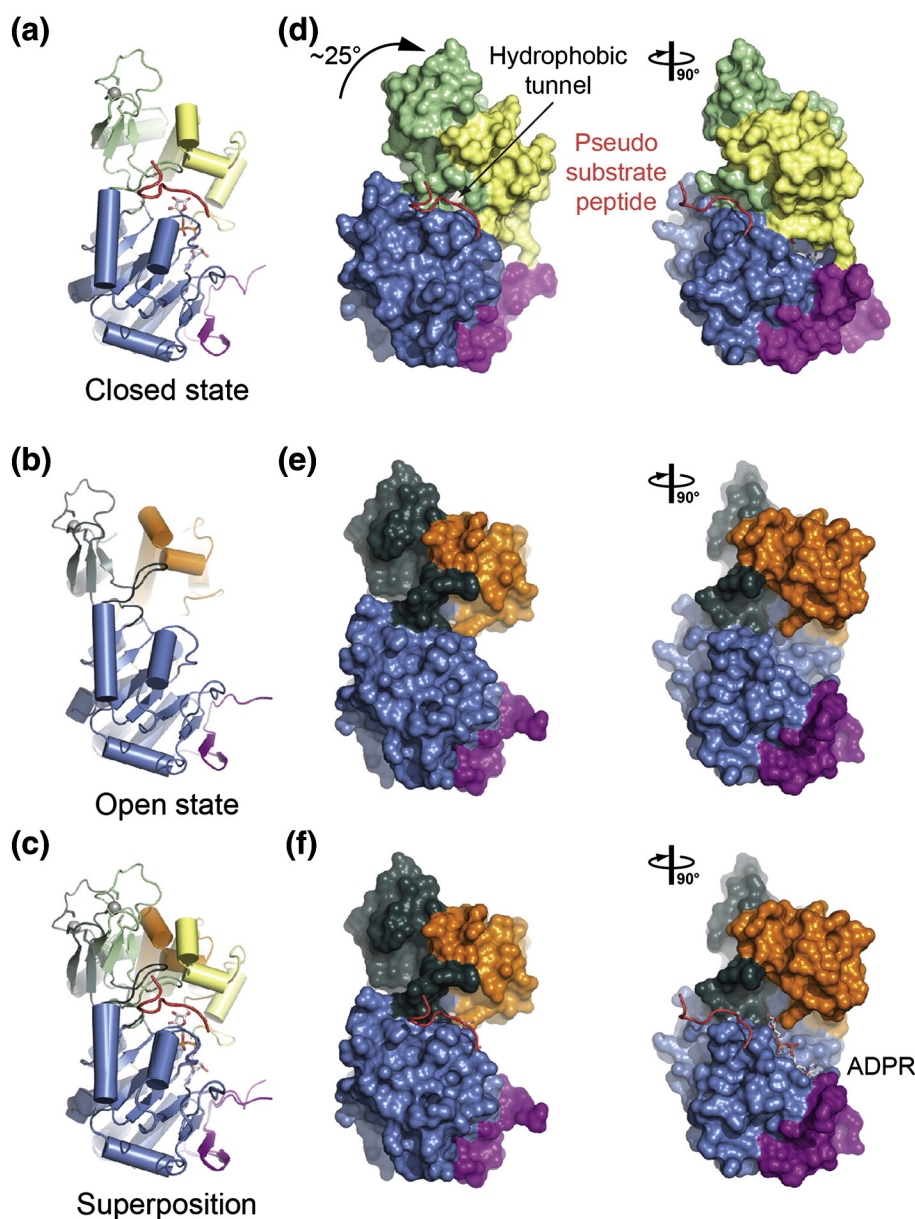 (a)
Closed state
(d)
~25°
Hydrophobic
tunnel
Pseudo
substrate
peptide
90°
(b)
Open state
(e)
90°
(c)
Superposition
(f)
90°
ADPR